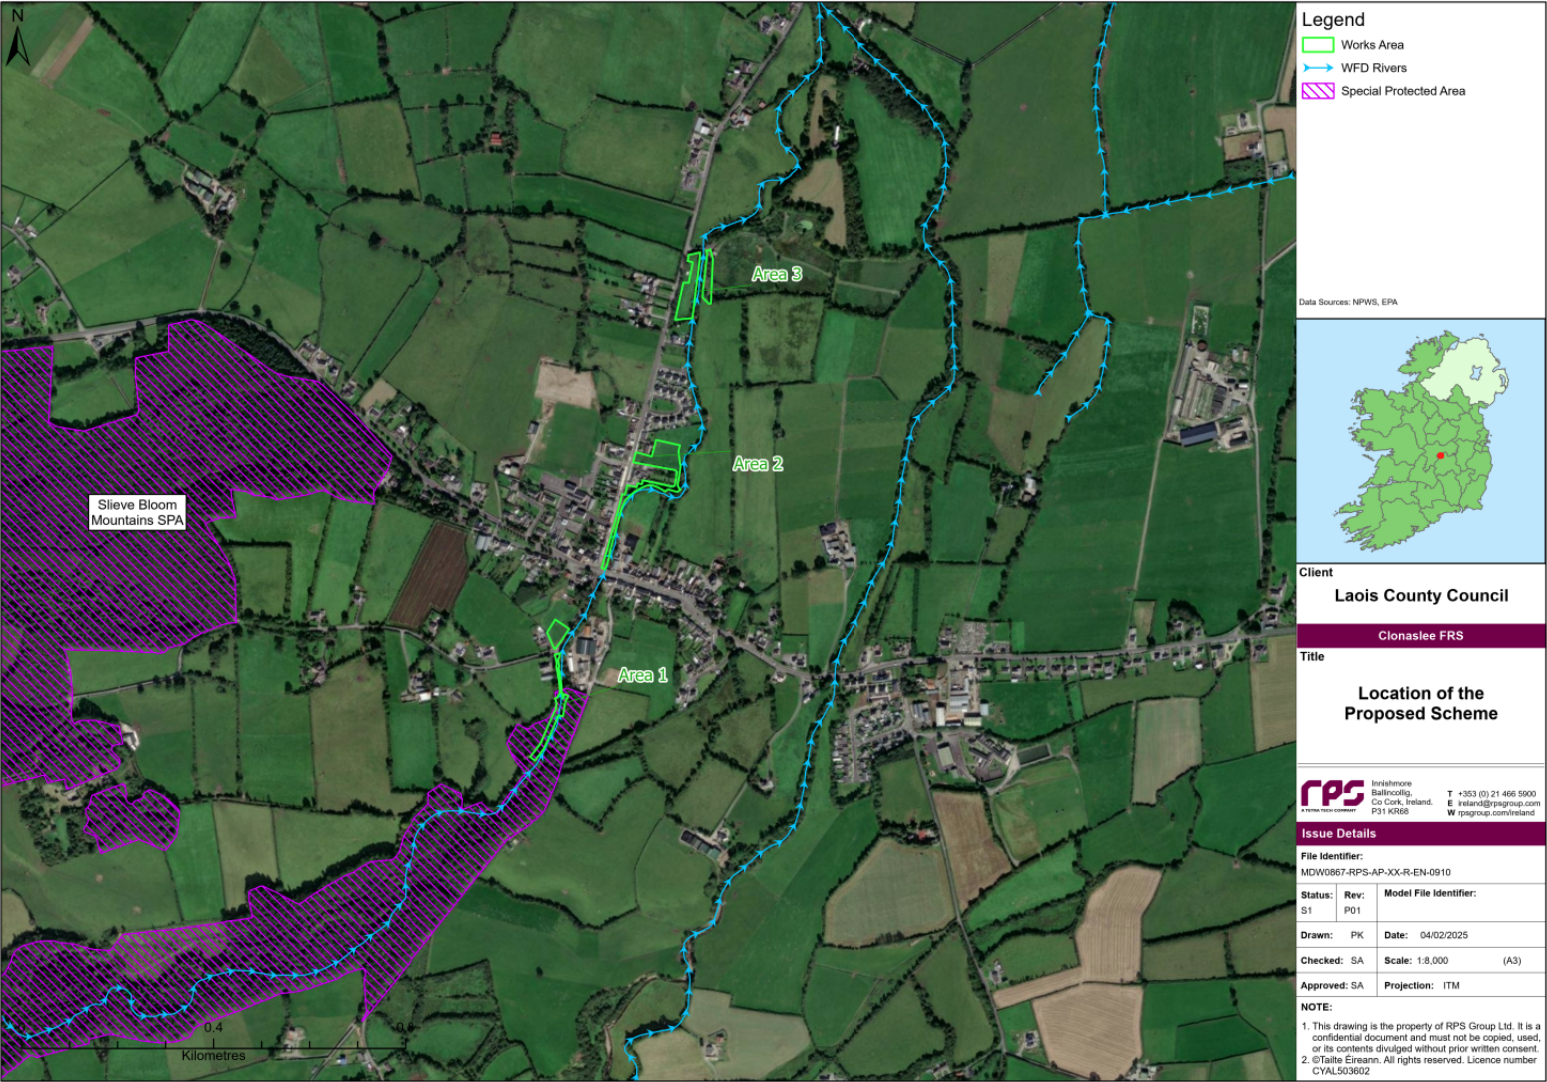 N
Area 3
Area 2
Area 1
Slieve Bloom
Mountains SPA
0.4
Kilometres
Legend
Works Area
WFD Rivers
Special Protected Area
Data Sources: NPWS, EPA
Client
Laois County Council
Clonaslee FRS
Title
Location of the
Proposed Scheme
rps
A TETRA TECH COMPANY
Innishmore
Ballincollig,
Co Cork, Ireland.
P31 KR68
T +353 (0) 21 466 5900
E ireland@rpsgroup.com
W rpsgroup.com/ireland
Issue Details
File Identifier:
MDW0867-RPS-AP-XX-R-EN-0910
Status: Rev: Model File Identifier:
S1 P01
Drawn: PK Date: 04/02/2025
Checked: SA Scale: 1:8,000 (A3)
Approved: SA Projection: ITM
NOTE:
1. This drawing is the property of RPS Group Ltd. It is a
confidential document and must not be copied, used,
or its contents divulged without prior written consent.
2. ©Tailte Éireann. All rights reserved. Licence number
CYAL503602